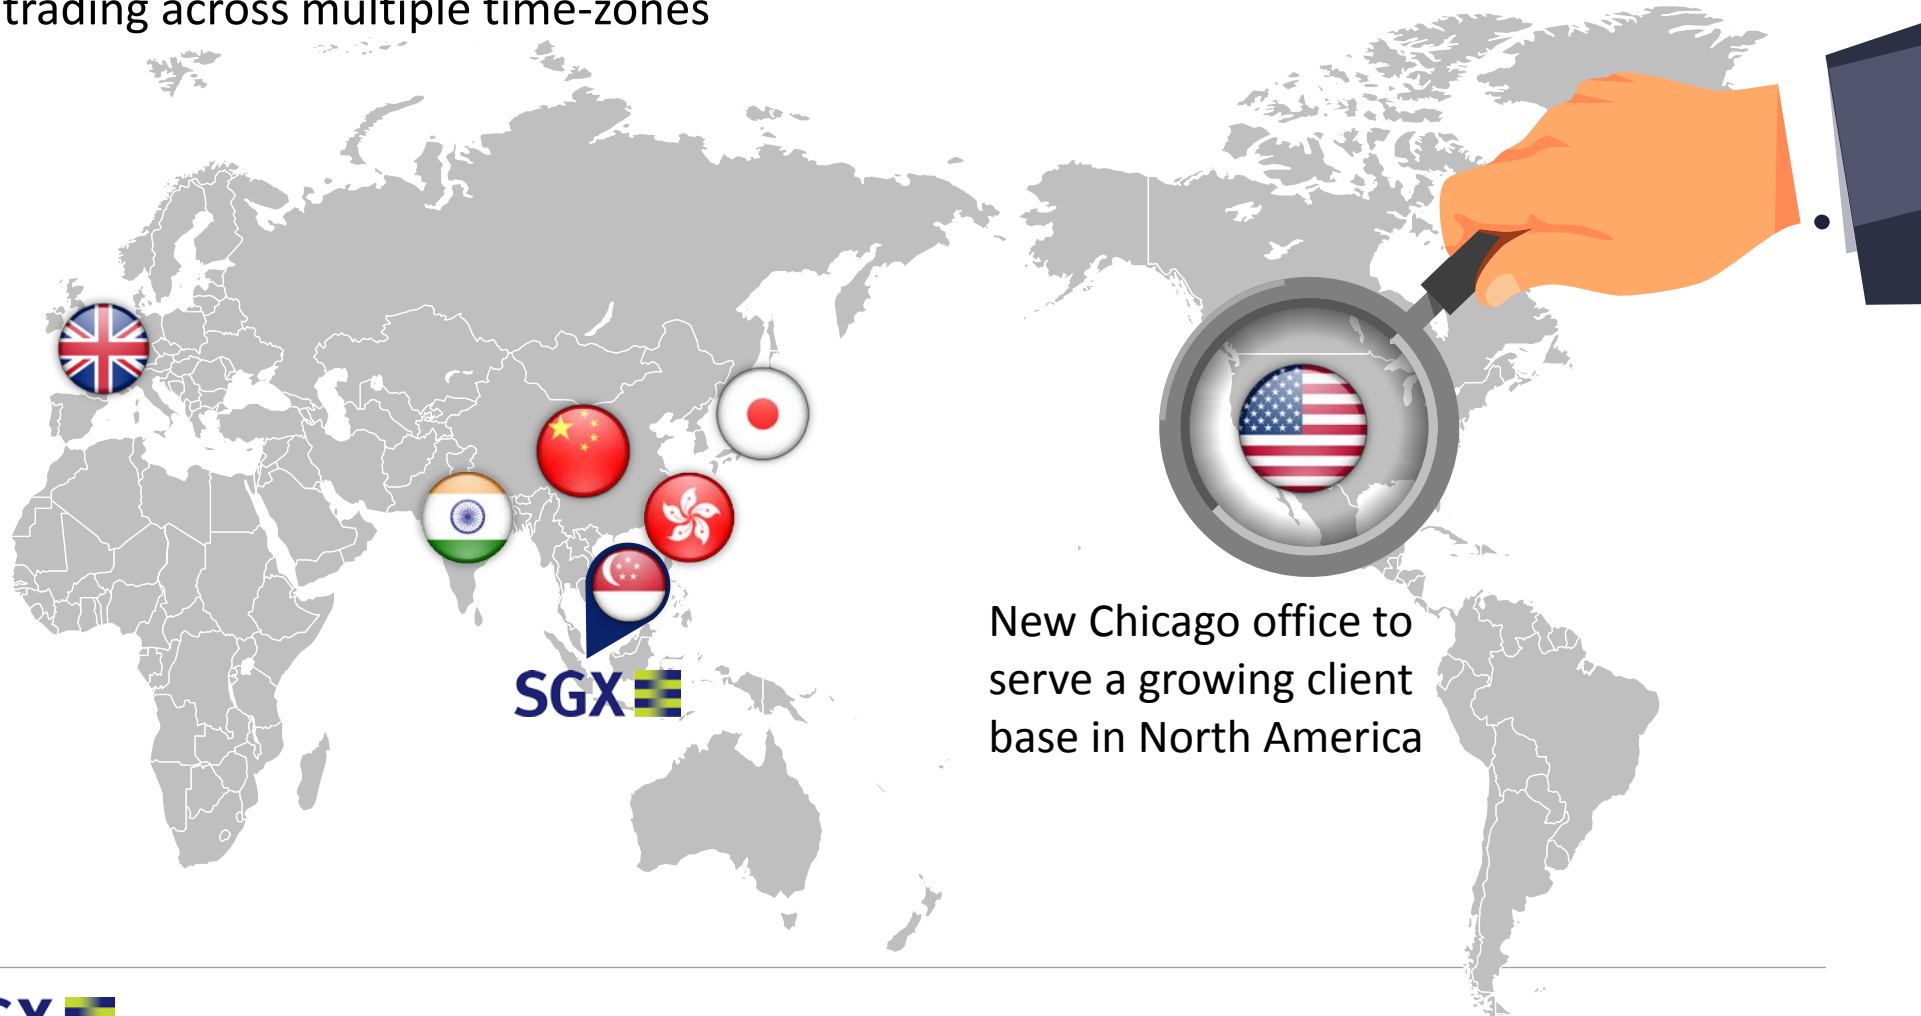 trading across multiple time-zones
SGX
New Chicago office to
serve a growing client
base in North America